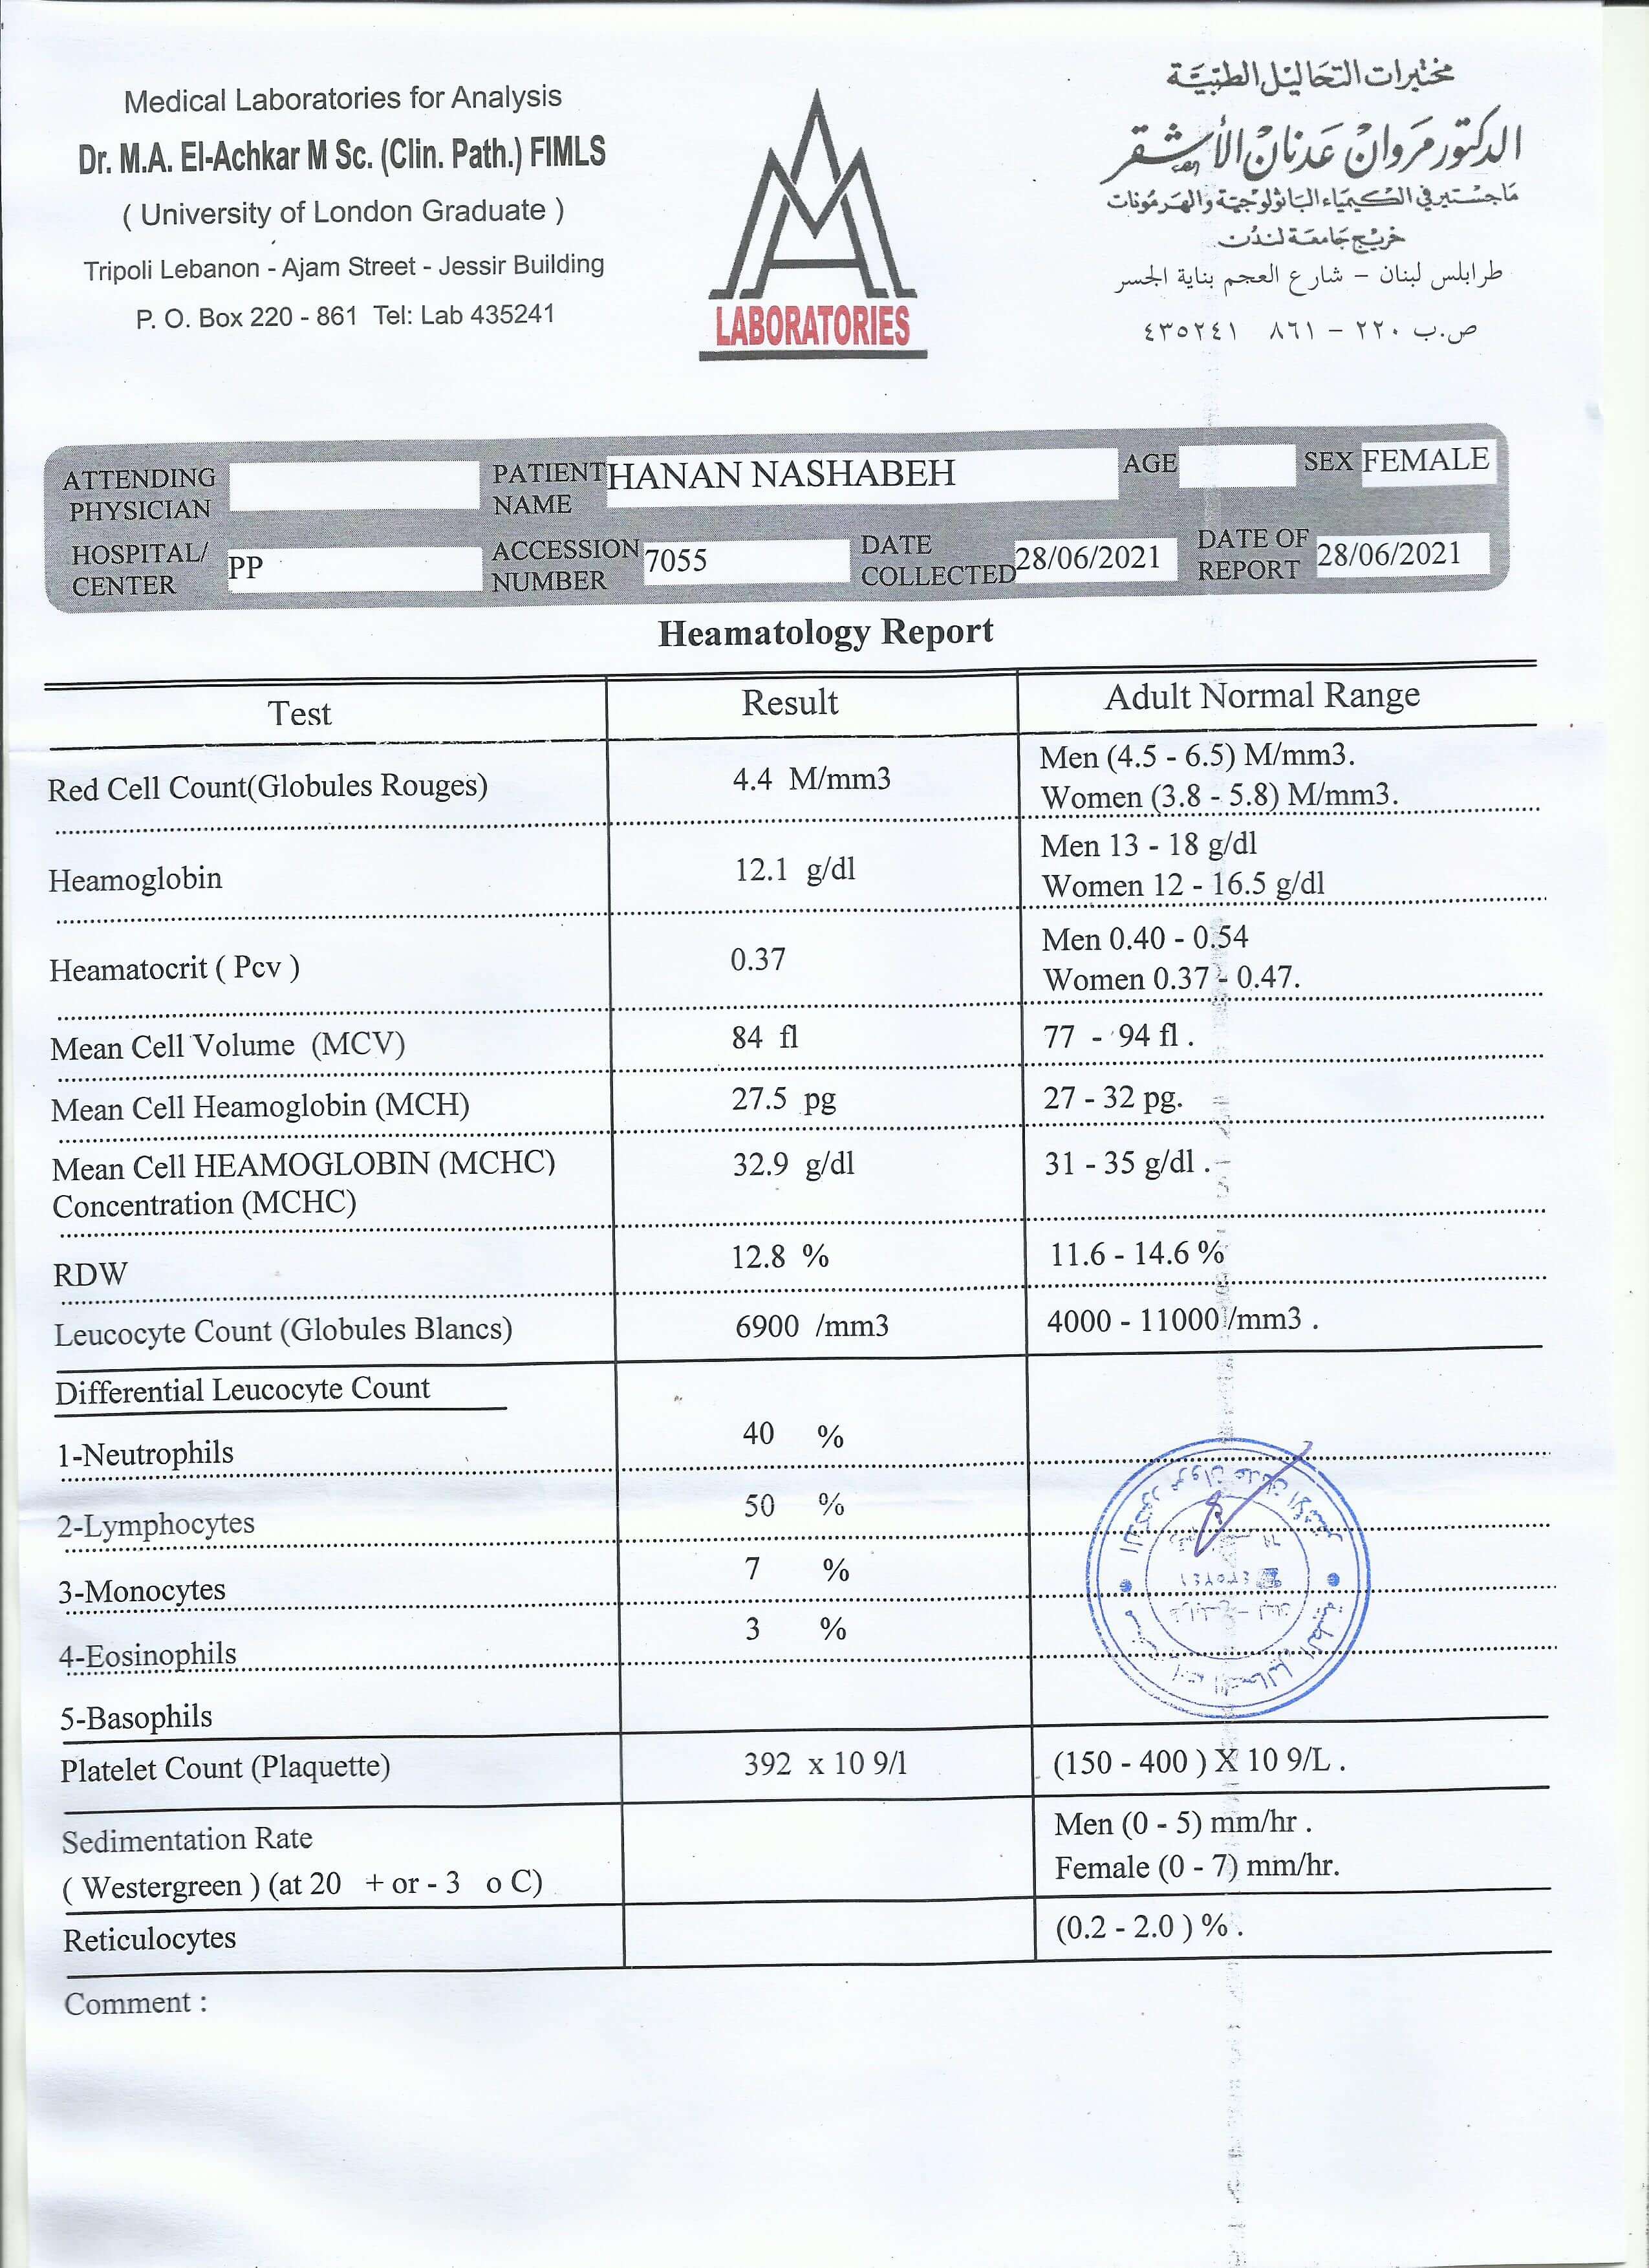 Medical Laboratories for Analysis
Dr. M.A. El-Achkar M Sc. (Clin. Path.) FIMLS
( University of London Graduate )
Tripoli Lebanon - Ajam Street - Jessir Building
P. O. Box 220 - 861 Tel: Lab 435241
LABORATORIES
مختبرات التحاليل الطبية
الدكتور مروان عدنان الأشقر
ماجستير في الكيمياء الباثولوجية والهرمونات
خريج جامعة لندن
طرابلس لبنان – شارع العجم بناية الجسر
ص.ب ٢٢٠ – ٨٦١ ٤٣٥٢٤١
ATTENDING PHYSICIAN
PATIENT NAME HANAN NASHABEH
AGE
SEX FEMALE
HOSPITAL/ CENTER PP
ACCESSION NUMBER 7055
DATE COLLECTED 28/06/2021
DATE OF REPORT 28/06/2021
Heamatology Report
Test Result Adult Normal Range
Red Cell Count(Globules Rouges) 4.4 M/mm3 Men (4.5 - 6.5) M/mm3.
Women (3.8 - 5.8) M/mm3.
Heamoglobin 12.1 g/dl Men 13 - 18 g/dl
Women 12 - 16.5 g/dl
Heamatocrit ( Pcv ) 0.37 Men 0.40 - 0.54
Women 0.37 - 0.47.
Mean Cell Volume (MCV) 84 fl 77 - 94 fl .
Mean Cell Heamoglobin (MCH) 27.5 pg 27 - 32 pg.
Mean Cell HEAMOGLOBIN (MCHC) 32.9 g/dl 31 - 35 g/dl .
Concentration (MCHC)
RDW 12.8 % 11.6 - 14.6 %
Leucocyte Count (Globules Blancs) 6900 /mm3 4000 - 11000 /mm3 .
Differential Leucocyte Count
1-Neutrophils 40 %
2-Lymphocytes 50 %
3-Monocytes 7 %
4-Eosinophils 3 %
5-Basophils
Platelet Count (Plaquette) 392 x 10 9/l (150 - 400 ) X 10 9/L .
Sedimentation Rate Men (0 - 5) mm/hr .
( Westergreen ) (at 20 + or - 3 o C) Female (0 - 7) mm/hr.
Reticulocytes (0.2 - 2.0 ) % .
Comment :